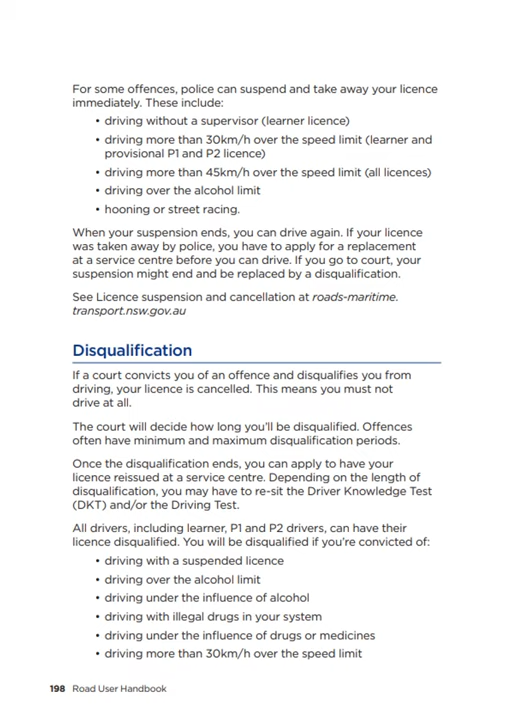 For some offences, police can suspend and take away your licence
immediately. These include:
• driving without a supervisor (learner licence)
• driving more than 30km/h over the speed limit (learner and
provisional P1 and P2 licence)
• driving more than 45km/h over the speed limit (all licences)
• driving over the alcohol limit
• hooning or street racing.
When your suspension ends, you can drive again. If your licence
was taken away by police, you have to apply for a replacement
at a service centre before you can drive. If you go to court, your
suspension might end and be replaced by a disqualification.
See Licence suspension and cancellation at roads-maritime.
transport.nsw.gov.au
Disqualification
If a court convicts you of an offence and disqualifies you from
driving, your licence is cancelled. This means you must not
drive at all.
The court will decide how long you'll be disqualified. Offences
often have minimum and maximum disqualification periods.
Once the disqualification ends, you can apply to have your
licence reissued at a service centre. Depending on the length of
disqualification, you may have to re-sit the Driver Knowledge Test
(DKT) and/or the Driving Test.
All drivers, including learner, P1 and P2 drivers, can have their
licence disqualified. You will be disqualified if you're convicted of:
• driving with a suspended licence
• driving over the alcohol limit
• driving under the influence of alcohol
• driving with illegal drugs in your system
• driving under the influence of drugs or medicines
• driving more than 30km/h over the speed limit
198 Road User Handbook